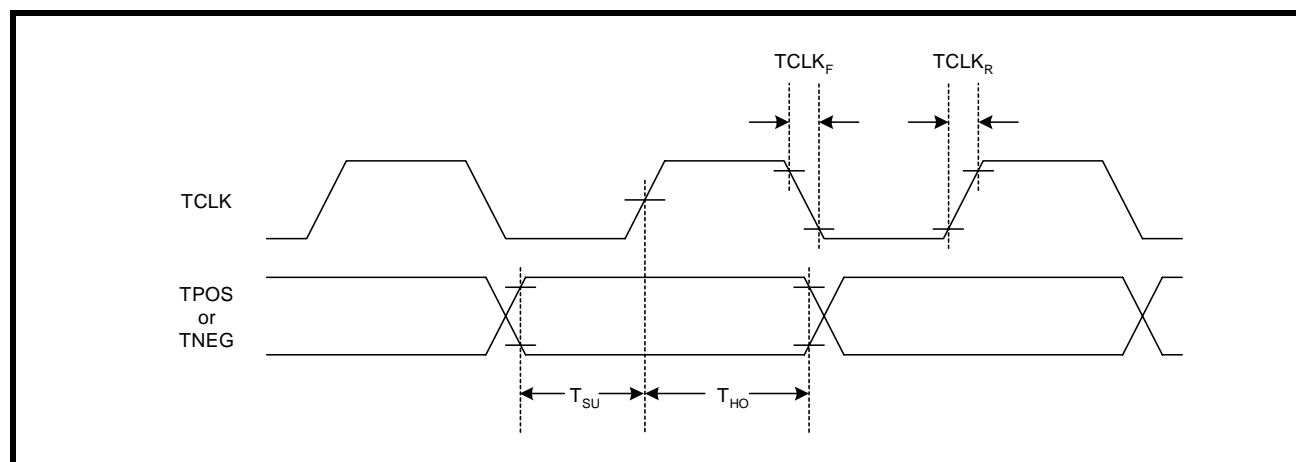 TCLKF
TCLKR
TCLK
TPOS
or
TNEG
TSU
THO